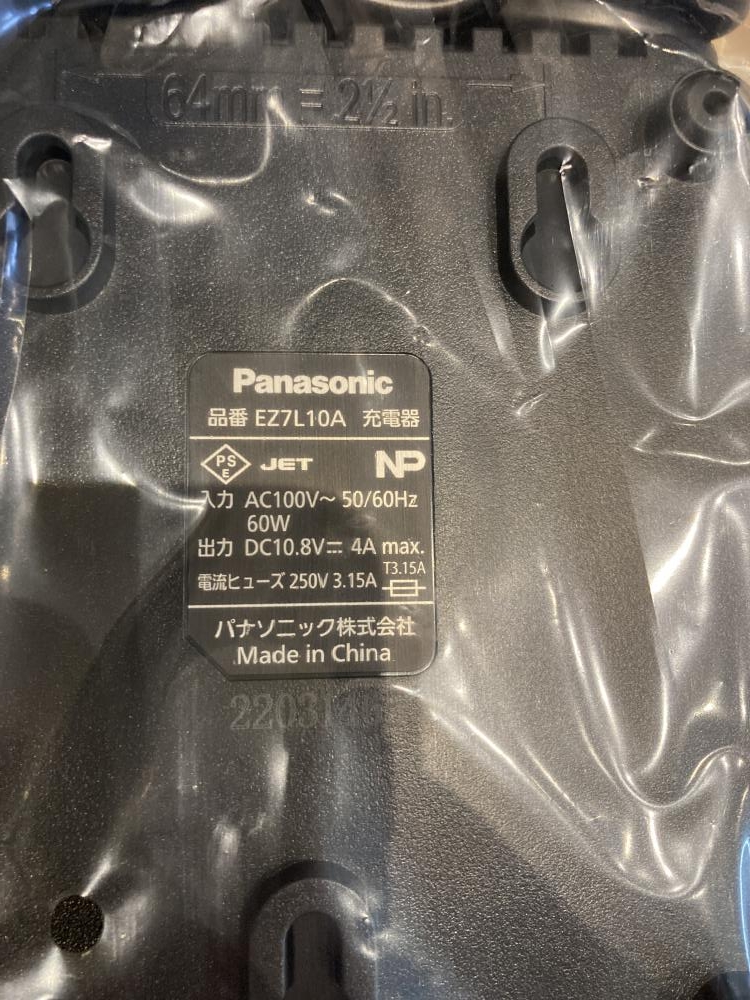 64mm = 2½ in.
Panasonic
品番 EZ7L10A 充電器
PS E JET NP
入力 AC100V～ 50/60Hz
60W
出力 DC10.8V⎓ 4A max.
T3.15A
電流ヒューズ 250V 3.15A
パナソニック株式会社
Made in China